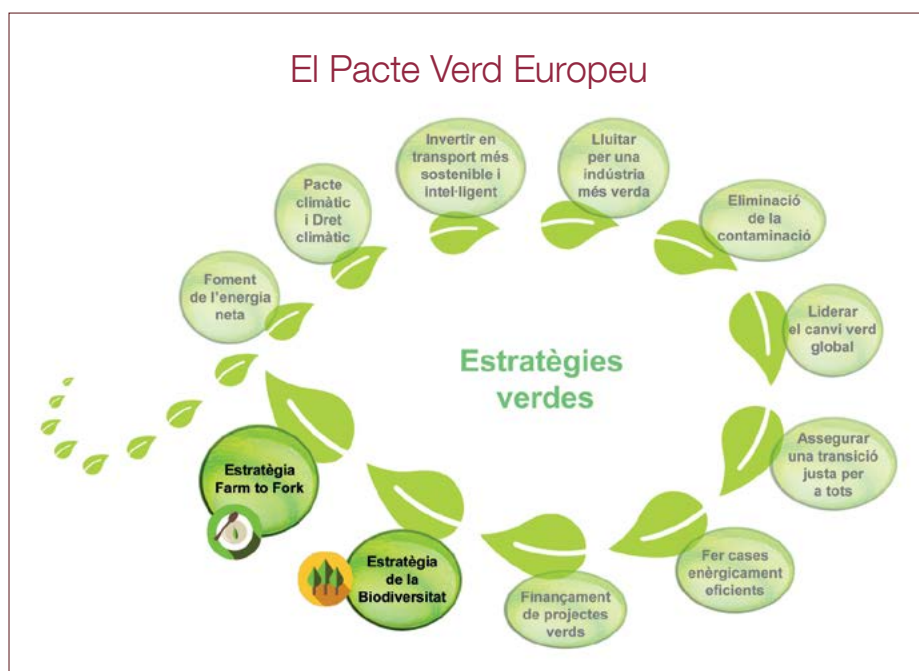 El Pacte Verd Europeu
Invertir en
transport més
sostenible i
intel·ligent
Lluitar
per una
indústria
més verda
Pacte
climàtic
i Dret
climàtic
Eliminació
de la
contaminació
Foment
de l'energia
neta
Liderar
el canvi verd
global
Estratègies
verdes
Assegurar
una transició
justa per
a tots
Estratègia
Farm to Fork
Fer cases
enèrgicament
eficients
Estratègia
de la
Biodiversitat
Finançament
de projectes
verds